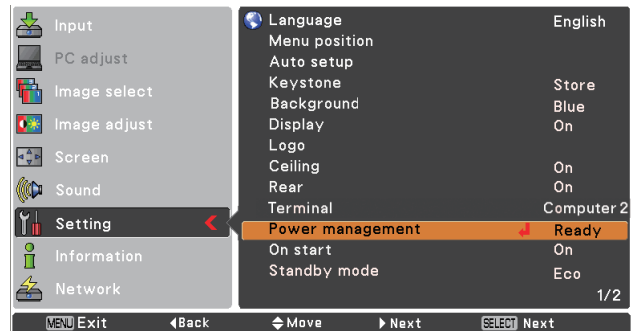 Input
PC adjust
Image select
Image adjust
Screen
Sound
Setting
Information
Network
Language English
Menu position
Auto setup
Keystone Store
Background Blue
Display On
Logo
Ceiling On
Rear On
Terminal Computer 2
Power management Ready
On start On
Standby mode Eco
1/2
MENU Exit Back Move Next SELECT Next